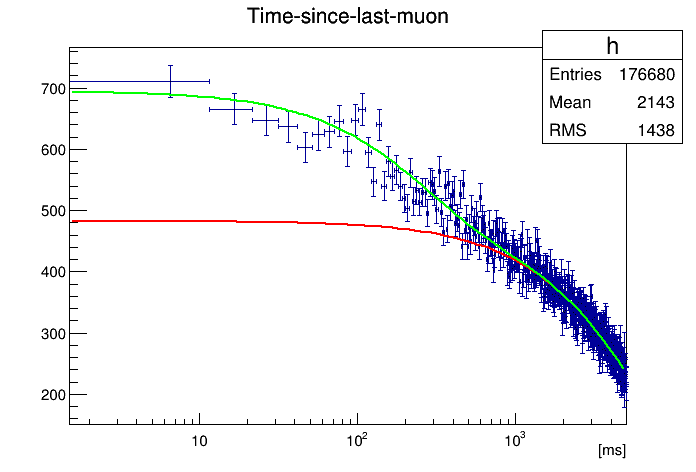 Time-since-last-muon
h
Entries 176680
Mean 2143
RMS 1438
700
600
500
400
300
200
10
10²
10³
[ms]